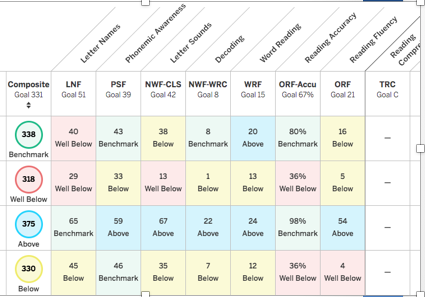 Letter Names
Phonemic Awareness
Letter Sounds
Decoding
Word Reading
Reading Accuracy
Reading Fluency
Reading
Composite LNF PSF NWF-CLS NWF-WRC WRF ORF-Accu ORF TRC
Goal 331 Goal 51 Goal 39 Goal 42 Goal 8 Goal 15 Goal 67% Goal 21 Goal C
338 40 43 38 8 20 80% 16 –
Benchmark Well Below Benchmark Below Benchmark Above Benchmark Below
318 29 33 13 1 13 36% 5 –
Well Below Well Below Below Well Below Below Below Well Below Below
375 65 59 67 22 24 98% 54 –
Above Benchmark Above Above Above Above Benchmark Above
330 45 46 35 7 12 36% 4 –
Below Below Benchmark Below Below Below Well Below Well Below